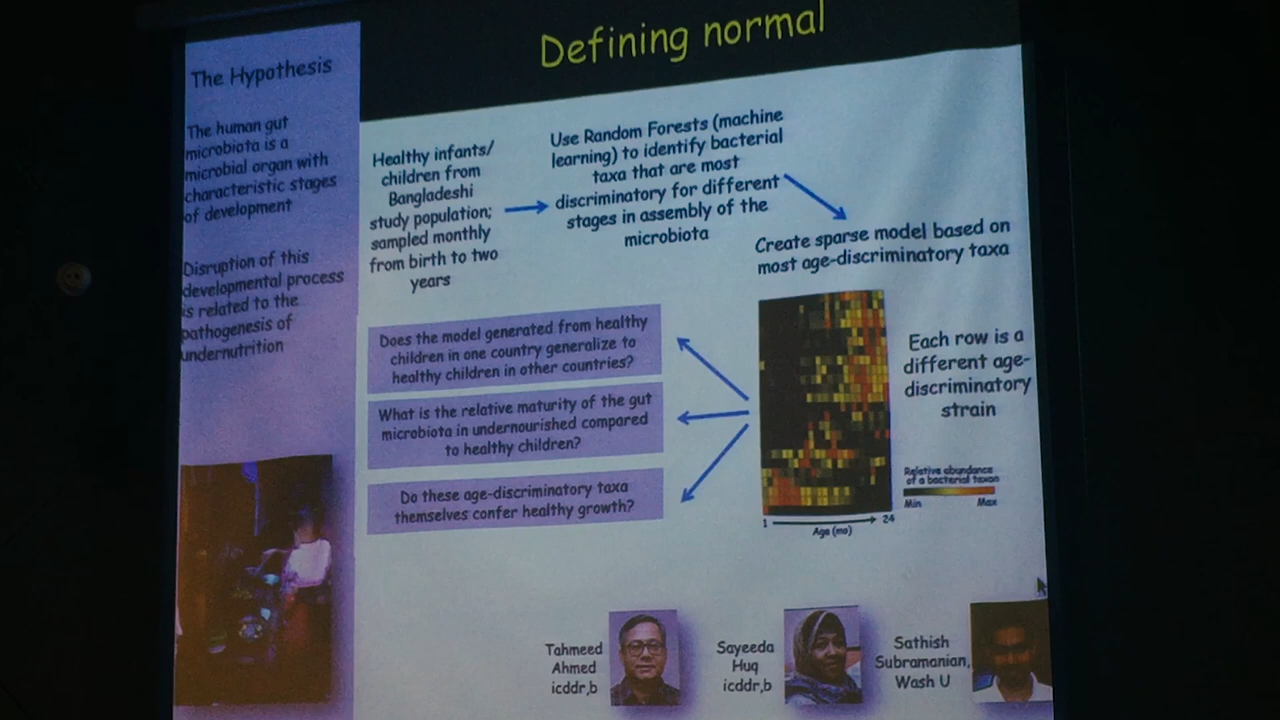 Defining normal
The Hypothesis
The human gut
microbiota is a
microbial organ with
characteristic stages
of development
Disruption of this
developmental process
is related to the
pathogenesis of
undernutrition
Healthy infants/
children from
Bangladeshi
study population;
sampled monthly
from birth to two
years
Use Random Forests (machine
learning) to identify bacterial
taxa that are most
discriminatory for different
stages in assembly of the
microbiota
Create sparse model based on
most age-discriminatory taxa
Each row is a
different age-
discriminatory
strain
Relative abundance
of a bacterial taxon
Min Max
1 24
Age (mo)
Does the model generated from healthy
children in one country generalize to
healthy children in other countries?
What is the relative maturity of the gut
microbiota in undernourished compared
to healthy children?
Do these age-discriminatory taxa
themselves confer healthy growth?
Tahmeed
Ahmed
icddr,b
Sayeeda
Huq
icddr,b
Sathish
Subramanian,
Wash U